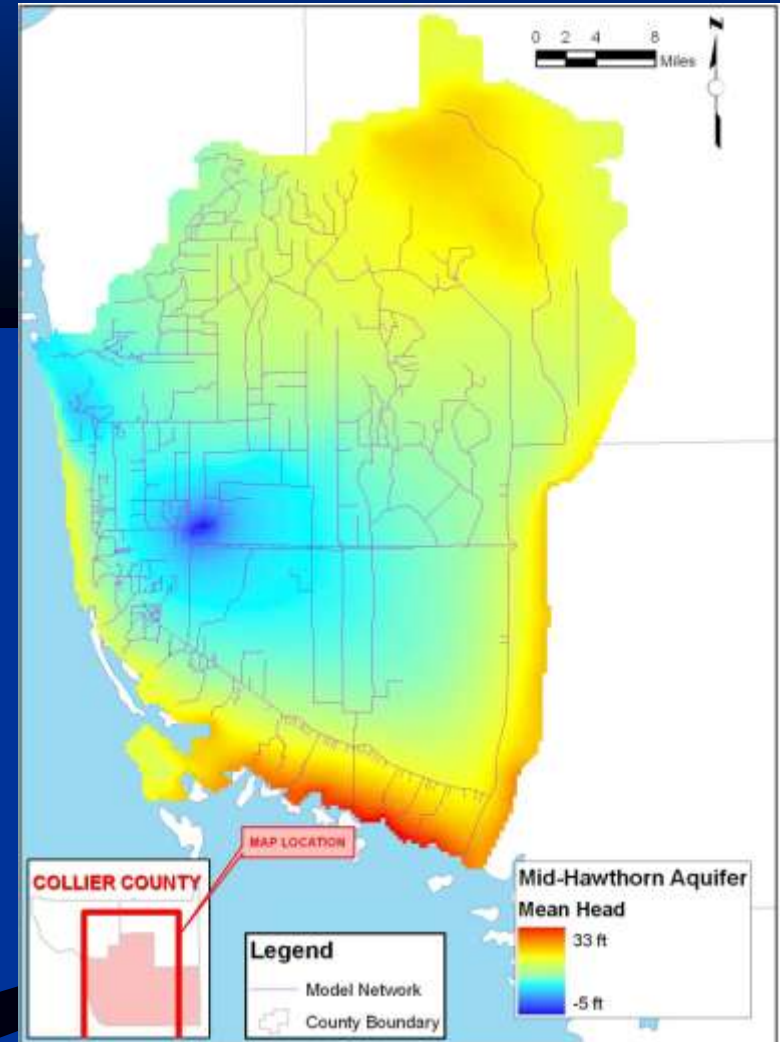 0 2 4 8
Miles
N
MAP LOCATION
COLLIER COUNTY
Legend
Model Network
County Boundary
Mid-Hawthorn Aquifer
Mean Head
33 ft
-5 ft